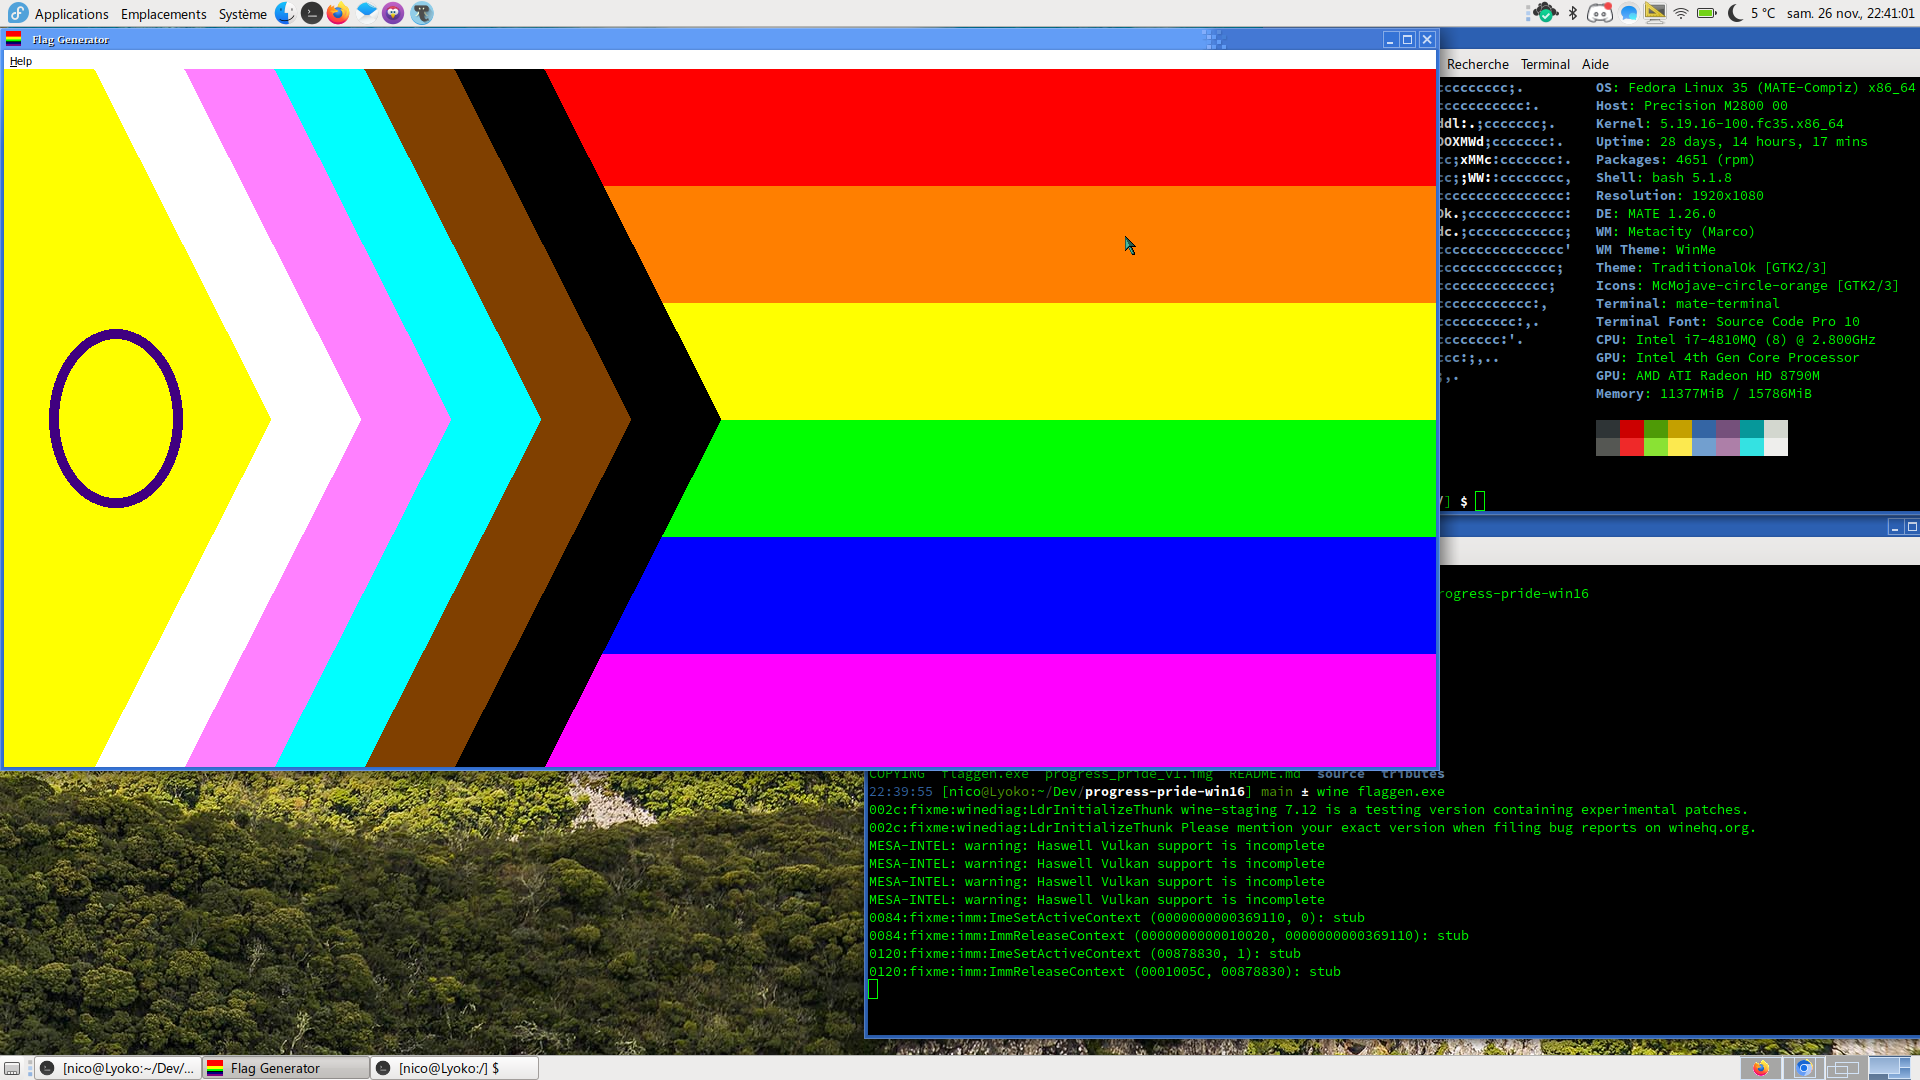 Applications Emplacements Système
5 °C sam. 26 nov., 22:41:01
Flag Generator
Help
Recherche Terminal Aide
ccccccccc;. OS: Fedora Linux 35 (MATE-Compiz) x86_64
ccccccccccc:. Host: Precision M2800 00
ddl:.;ccccccc;. Kernel: 5.19.16-100.fc35.x86_64
OOXMWd;ccccccc:. Uptime: 28 days, 14 hours, 17 mins
cc;xMMc:ccccccc:. Packages: 4651 (rpm)
cc;;WW::cccccccc, Shell: bash 5.1.8
cccccccccccccccc: Resolution: 1920x1080
Ok.;cccccccccccc: DE: MATE 1.26.0
dc.;cccccccccccc; WM: Metacity (Marco)
ccccccccccccccc' WM Theme: WinMe
ccccccccccccccc; Theme: TraditionalOk [GTK2/3]
cccccccccccccc; Icons: McMojave-circle-orange [GTK2/3]
cccccccccccc:, Terminal: mate-terminal
cccccccccc:,. Terminal Font: Source Code Pro 10
cccccccc:'. CPU: Intel i7-4810MQ (8) @ 2.800GHz
ccc:;,.. GPU: Intel 4th Gen Core Processor
;,. GPU: AMD ATI Radeon HD 8790M
Memory: 11377MiB / 15786MiB
/] $
rogress-pride-win16
COPYING flaggen.exe progress_pride_v1.img README.md source tributes
22:39:55 [nico@Lyoko:~/Dev/progress-pride-win16] main ± wine flaggen.exe
002c:fixme:winediag:LdrInitializeThunk wine-staging 7.12 is a testing version containing experimental patches.
002c:fixme:winediag:LdrInitializeThunk Please mention your exact version when filing bug reports on winehq.org.
MESA-INTEL: warning: Haswell Vulkan support is incomplete
MESA-INTEL: warning: Haswell Vulkan support is incomplete
MESA-INTEL: warning: Haswell Vulkan support is incomplete
MESA-INTEL: warning: Haswell Vulkan support is incomplete
0084:fixme:imm:ImeSetActiveContext (0000000000369110, 0): stub
0084:fixme:imm:ImmReleaseContext (0000000000010020, 0000000000369110): stub
0120:fixme:imm:ImeSetActiveContext (00878830, 1): stub
0120:fixme:imm:ImmReleaseContext (0001005C, 00878830): stub
[nico@Lyoko:~/Dev/... Flag Generator [nico@Lyoko:/] $